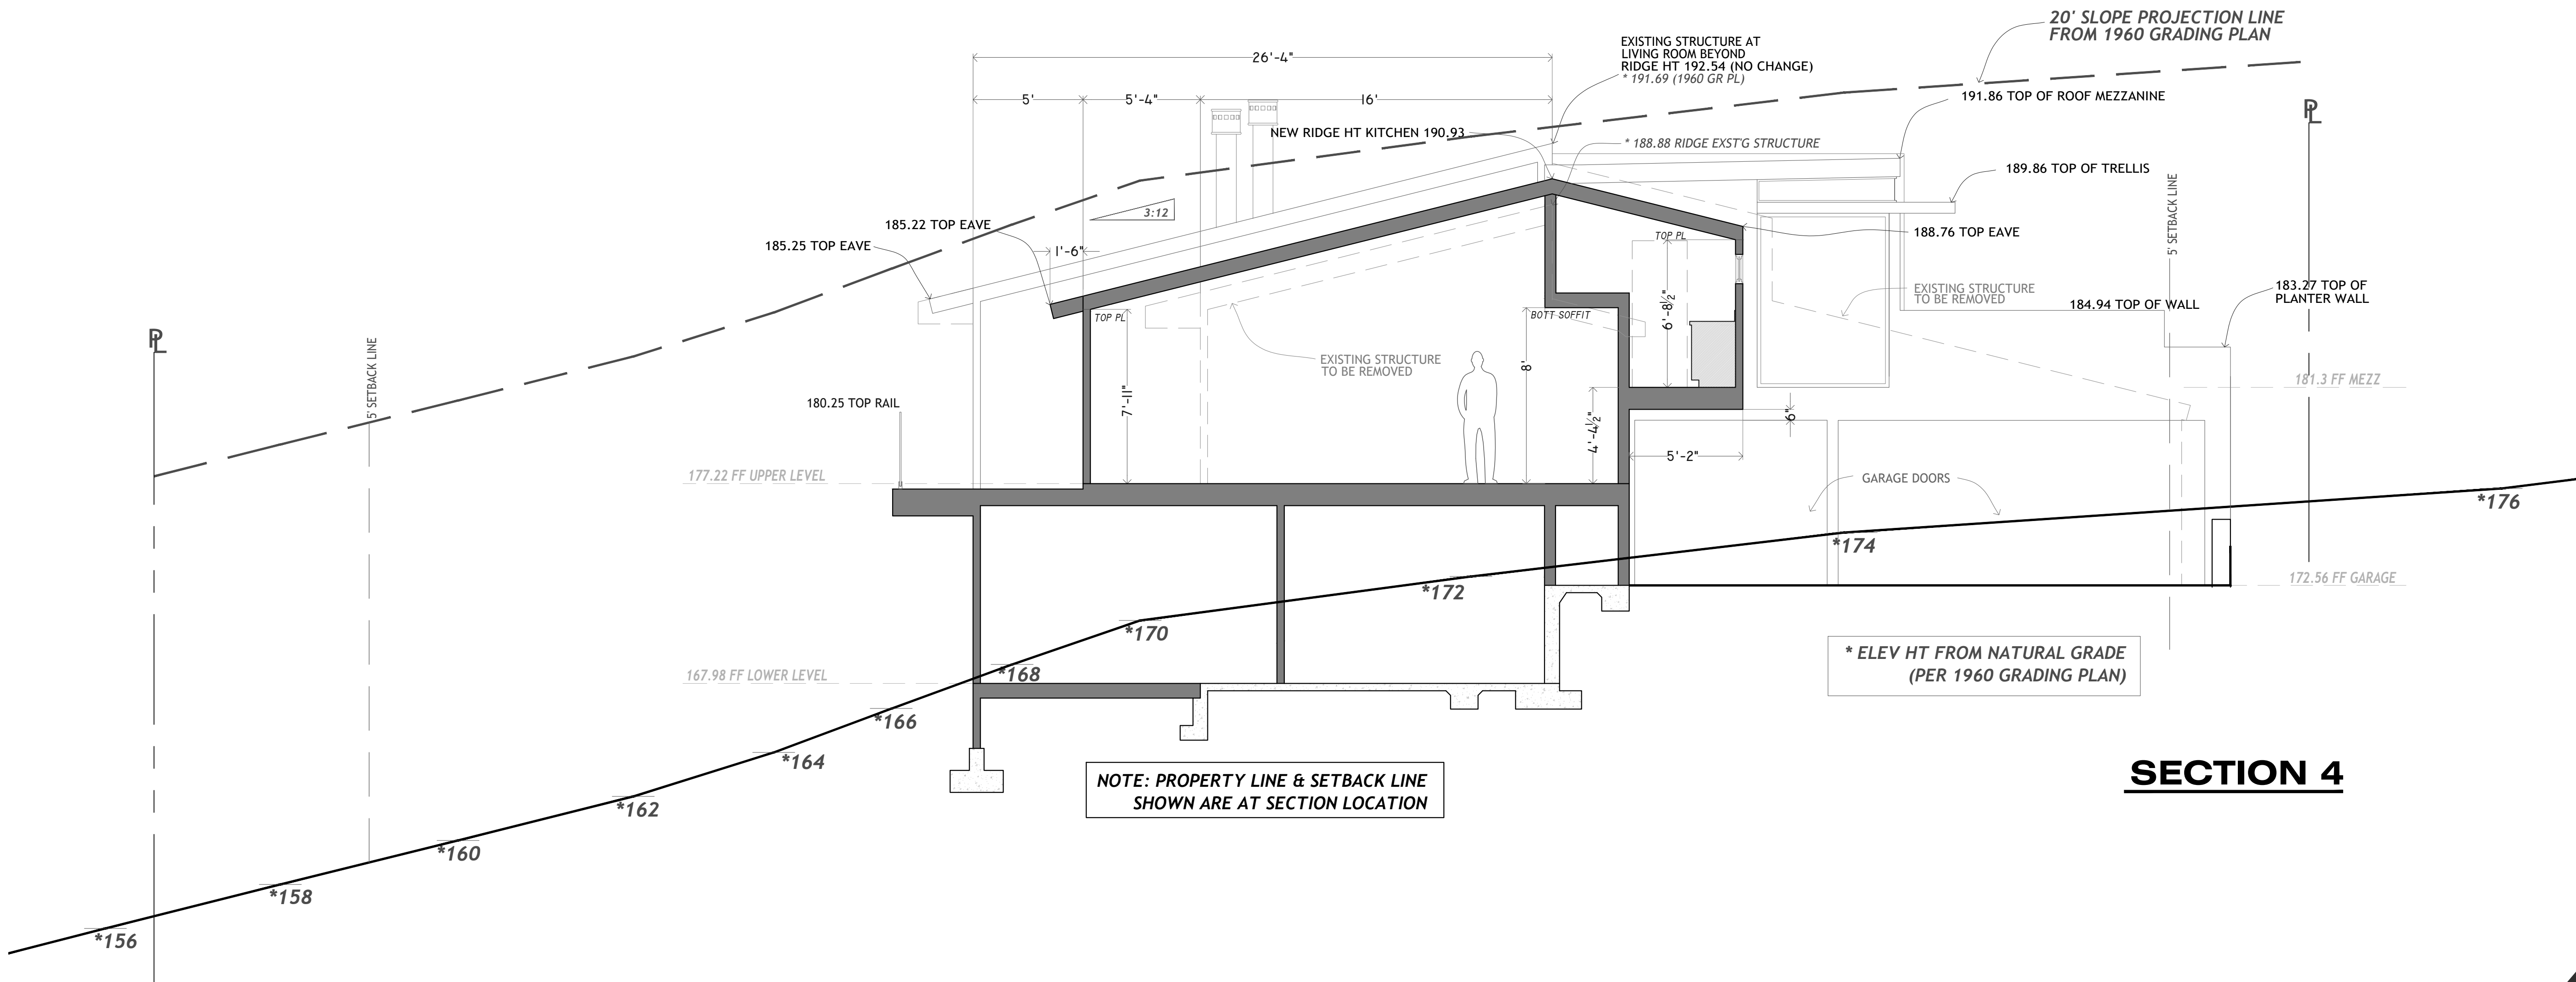 20' SLOPE PROJECTION LINE
FROM 1960 GRADING PLAN
EXISTING STRUCTURE AT
LIVING ROOM BEYOND
RIDGE HT 192.54 (NO CHANGE)
* 191.69 (1960 GR PL)
26'-4"
5'
5'-4"
16'
191.86 TOP OF ROOF MEZZANINE
PL
NEW RIDGE HT KITCHEN 190.93
* 188.88 RIDGE EXST'G STRUCTURE
189.86 TOP OF TRELLIS
3:12
185.22 TOP EAVE
185.25 TOP EAVE
1'-6"
TOP PL
188.76 TOP EAVE
5' SETBACK LINE
EXISTING STRUCTURE
TO BE REMOVED
183.27 TOP OF
PLANTER WALL
184.94 TOP OF WALL
TOP PL
BOTT SOFFIT
6'-8½"
PL
5' SETBACK LINE
EXISTING STRUCTURE
TO BE REMOVED
8'
7'-11"
181.3 FF MEZZ
180.25 TOP RAIL
4'-4½"
6"
5'-2"
177.22 FF UPPER LEVEL
GARAGE DOORS
*176
*174
172.56 FF GARAGE
*172
*170
* ELEV HT FROM NATURAL GRADE
(PER 1960 GRADING PLAN)
*168
167.98 FF LOWER LEVEL
*166
*164
*162
*160
*158
*156
NOTE: PROPERTY LINE & SETBACK LINE
SHOWN ARE AT SECTION LOCATION
SECTION 4